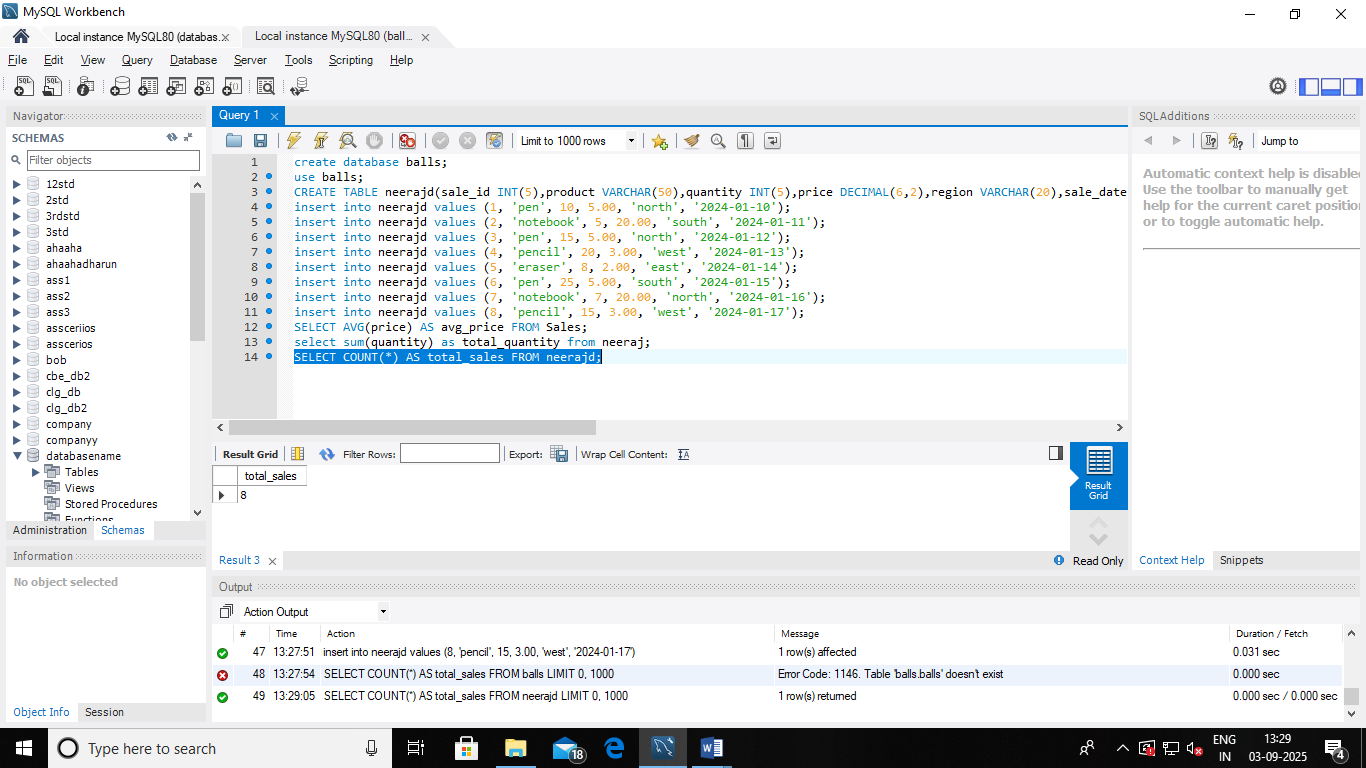 MySQL Workbench
Local instance MySQL80 (databas... Local instance MySQL80 (ball...
File Edit View Query Database Server Tools Scripting Help
Navigator
SCHEMAS
Filter objects
12std
2std
3rdstd
3std
ahaaha
ahaahadharun
ass1
ass2
ass3
assceriios
asscerios
bob
cbe_db2
clg_db
clg_db2
company
companyy
databasename
Tables
Views
Stored Procedures
Functions
Administration Schemas
Information
No object selected
Object Info Session
Query 1
Limit to 1000 rows
1 create database balls;
2 use balls;
3 CREATE TABLE neerajd(sale_id INT(5),product VARCHAR(50),quantity INT(5),price DECIMAL(6,2),region VARCHAR(20),sale_date
4 insert into neerajd values (1, 'pen', 10, 5.00, 'north', '2024-01-10');
5 insert into neerajd values (2, 'notebook', 5, 20.00, 'south', '2024-01-11');
6 insert into neerajd values (3, 'pen', 15, 5.00, 'north', '2024-01-12');
7 insert into neerajd values (4, 'pencil', 20, 3.00, 'west', '2024-01-13');
8 insert into neerajd values (5, 'eraser', 8, 2.00, 'east', '2024-01-14');
9 insert into neerajd values (6, 'pen', 25, 5.00, 'south', '2024-01-15');
10 insert into neerajd values (7, 'notebook', 7, 20.00, 'north', '2024-01-16');
11 insert into neerajd values (8, 'pencil', 15, 3.00, 'west', '2024-01-17');
12 SELECT AVG(price) AS avg_price FROM Sales;
13 select sum(quantity) as total_quantity from neeraj;
14 SELECT COUNT(*) AS total_sales FROM neerajd;
Result Grid Filter Rows: Export: Wrap Cell Content:
total_sales
8
Result Grid
Result 3 Read Only
SQLAdditions
Jump to
Automatic context help is disable
Use the toolbar to manually get
help for the current caret position
or to toggle automatic help.
Context Help Snippets
Output
Action Output
# Time Action Message Duration / Fetch
47 13:27:51 insert into neerajd values (8, 'pencil', 15, 3.00, 'west', '2024-01-17') 1 row(s) affected 0.031 sec
48 13:27:54 SELECT COUNT(*) AS total_sales FROM balls LIMIT 0, 1000 Error Code: 1146. Table 'balls.balls' doesn't exist 0.000 sec
49 13:29:05 SELECT COUNT(*) AS total_sales FROM neerajd LIMIT 0, 1000 1 row(s) returned 0.000 sec / 0.000 sec
Type here to search
18
ENG
IN
13:29
03-09-2025
4